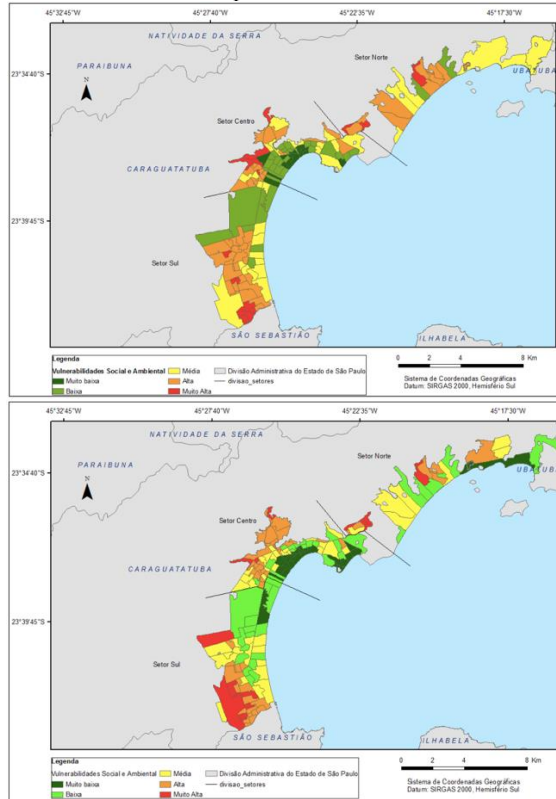 45°32'45"W
45°27'40"W
45°22'35"W
45°17'30"W
NATIVIDADE DA SERRA
Setor Norte
PARAIBUNA
UBATUBA
23°34'40"S
N
Setor Centro
CARAGUATATUBA
23°39'45"S
Setor Sul
SÃO SEBASTIÃO
ILHABELA
Legenda
Vulnerabilidades Social e Ambiental
Muito baixa
Baixa
Média
Alta
Muito Alta
Divisão Administrativa do Estado de São Paulo
divisao_setores
0 2 4 8 Km
Sistema de Coordenadas Geográficas
Datum: SIRGAS 2000, Hemisfério Sul
45°32'45"W
45°27'40"W
45°22'35"W
45°17'30"W
NATIVIDADE DA SERRA
Setor Norte
PARAIBUNA
UBATUBA
23°34'40"S
N
Setor Centro
CARAGUATATUBA
23°39'45"S
Setor Sul
SÃO SEBASTIÃO
ILHABELA
Legenda
Vulnerabilidades Social e Ambiental
Muito baixa
Baixa
Média
Alta
Muito Alta
Divisão Administrativa do Estado de São Paulo
divisao_setores
0 2 4 8 Km
Sistema de Coordenadas Geográficas
Datum: SIRGAS 2000, Hemisfério Sul